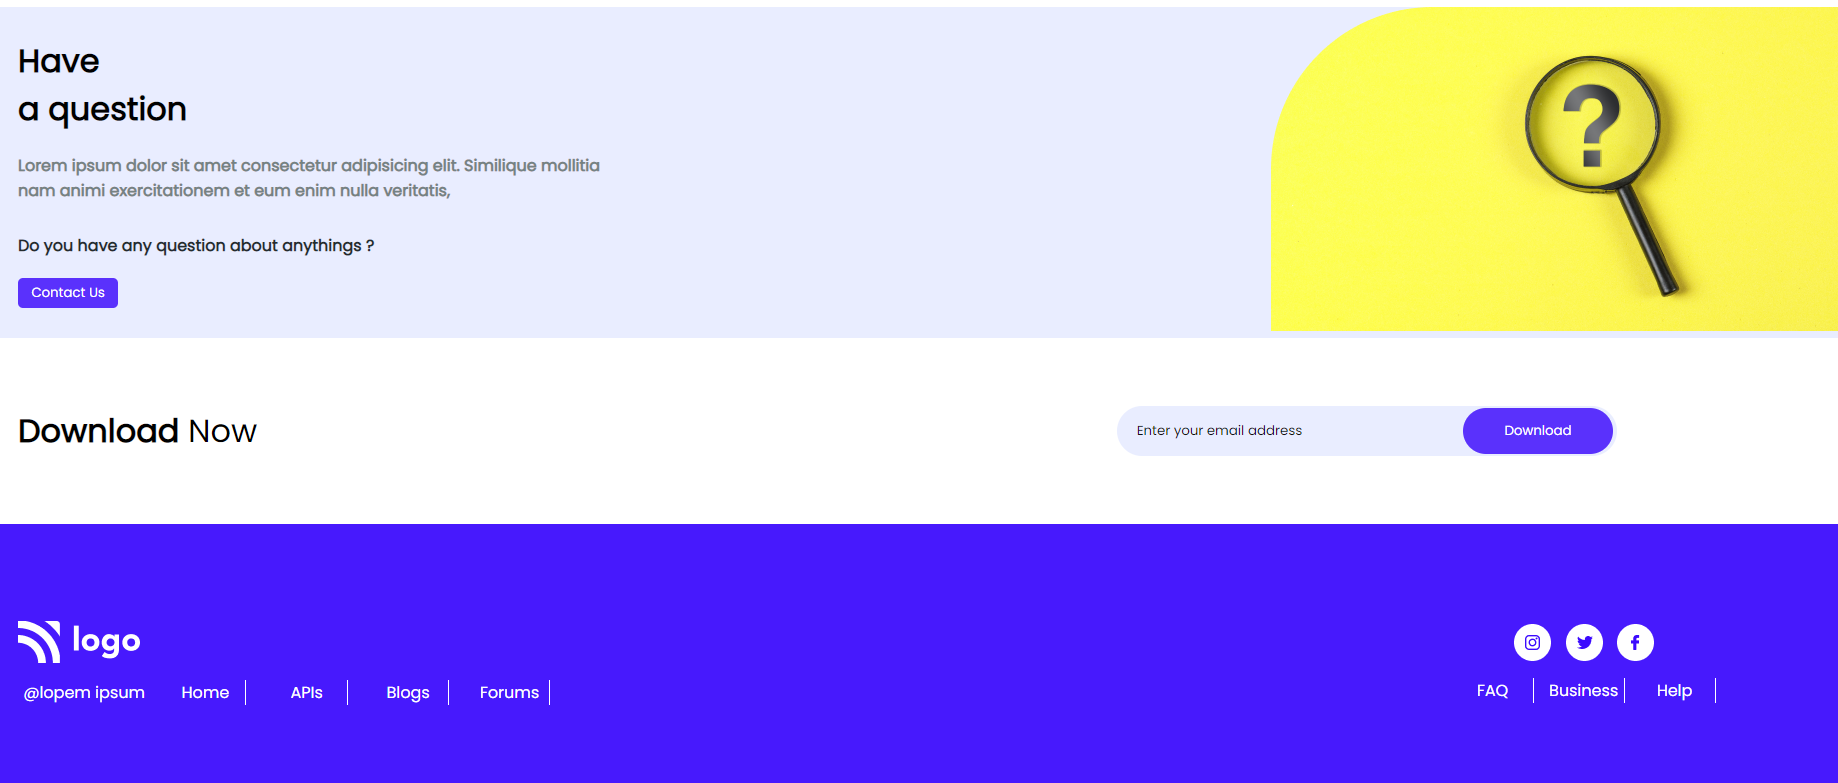 Have
a question
Lorem ipsum dolor sit amet consectetur adipisicing elit. Similique mollitia
nam animi exercitationem et eum enim nulla veritatis,
Do you have any question about anythings ?
Contact Us
?
Download Now
Enter your email address
Download
logo
@lopem ipsum
Home
APIs
Blogs
Forums
FAQ
Business
Help